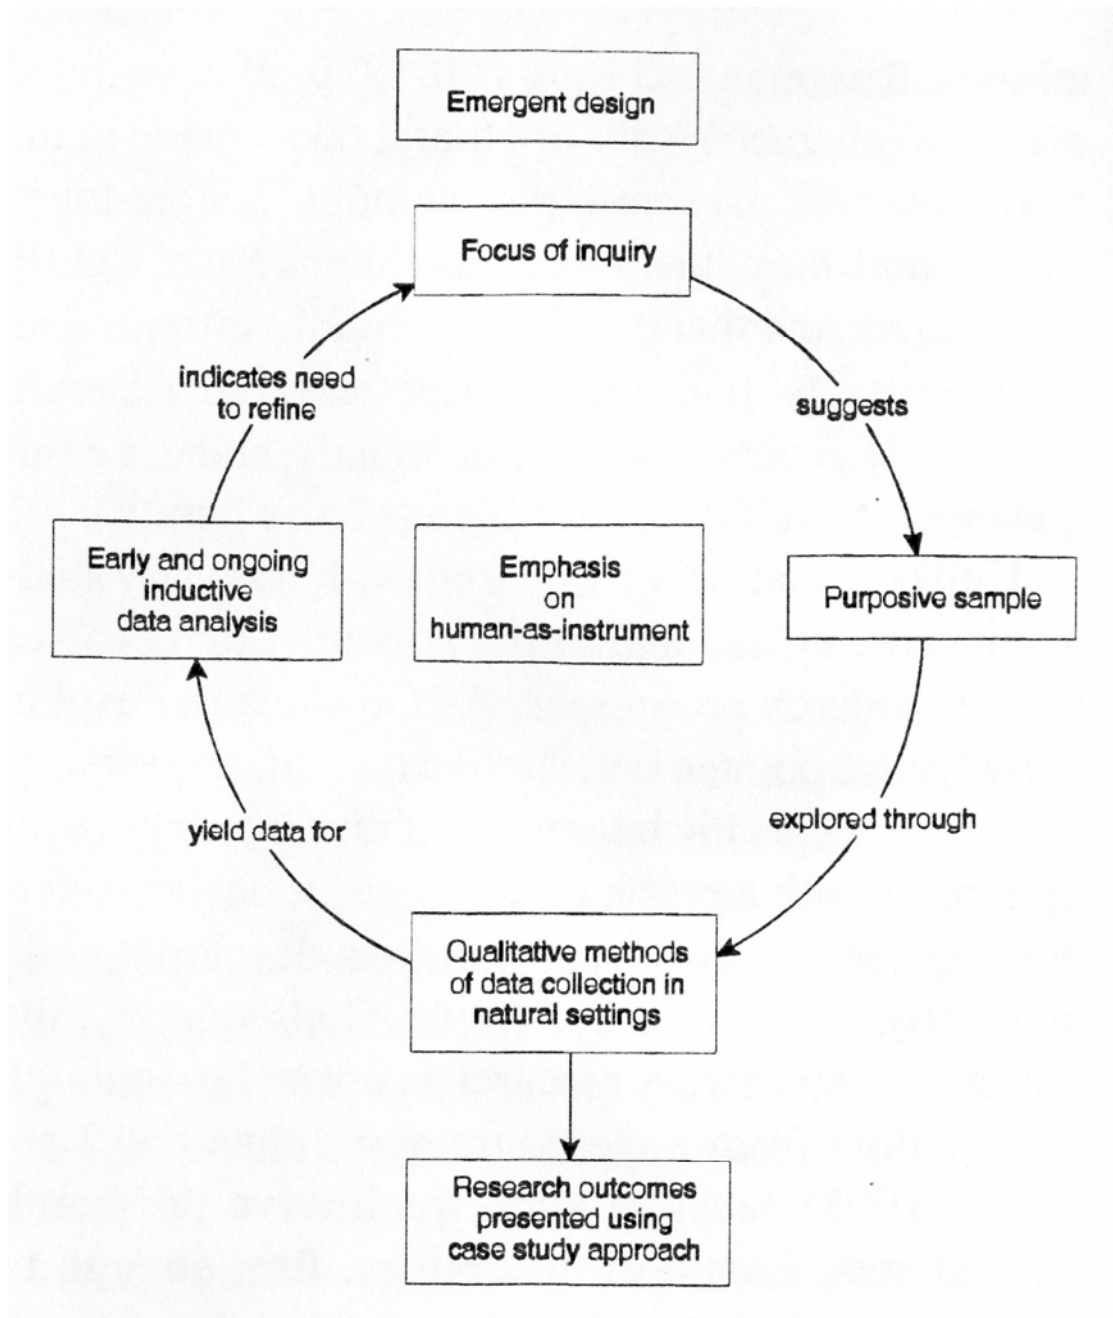 Emergent design
Focus of inquiry
indicates need
to refine
suggests
Early and ongoing
inductive
data analysis
Emphasis
on
human-as-instrument
Purposive sample
yield data for
explored through
Qualitative methods
of data collection in
natural settings
Research outcomes
presented using
case study approach